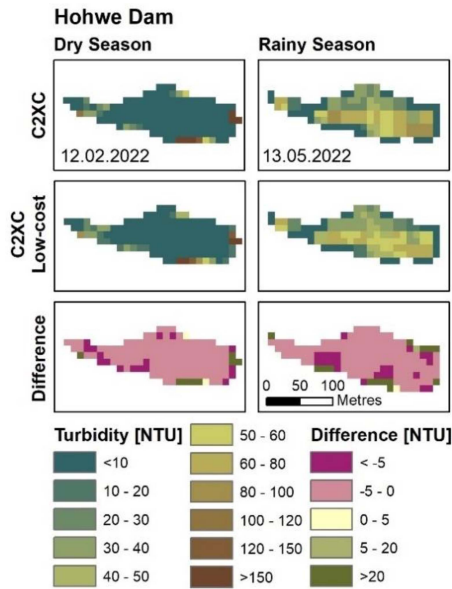 Hohwe Dam
Dry Season
Rainy Season
C2XC
12.02.2022
13.05.2022
C2XC
Low-cost
Difference
0 50 100
Metres
Turbidity [NTU]
<10
10 - 20
20 - 30
30 - 40
40 - 50
50 - 60
60 - 80
80 - 100
100 - 120
120 - 150
>150
Difference [NTU]
< -5
-5 - 0
0 - 5
5 - 20
>20